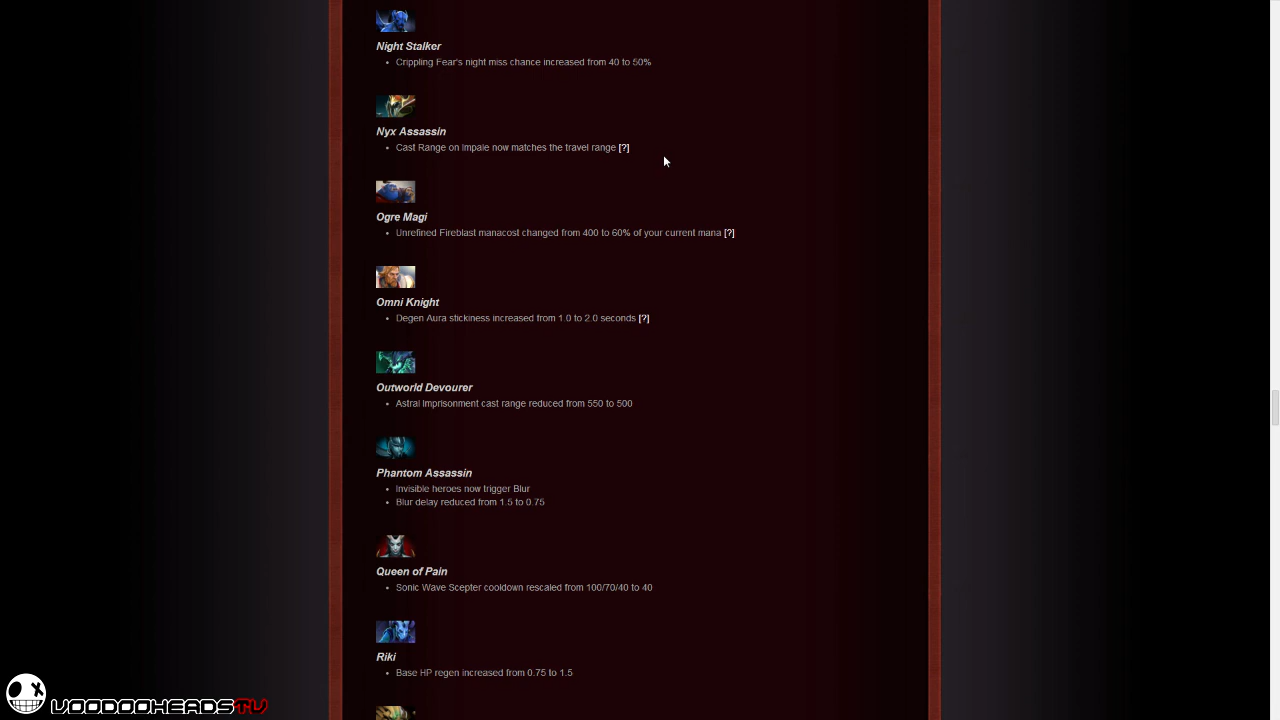 Night Stalker
• Crippling Fear's night miss chance increased from 40 to 50%
Nyx Assassin
• Cast Range on Impale now matches the travel range [?]
Ogre Magi
• Unrefined Fireblast manacost changed from 400 to 60% of your current mana [?]
Omni Knight
• Degen Aura stickiness increased from 1.0 to 2.0 seconds [?]
Outworld Devourer
• Astral Imprisonment cast range reduced from 550 to 500
Phantom Assassin
• Invisible heroes now trigger Blur
• Blur delay reduced from 1.5 to 0.75
Queen of Pain
• Sonic Wave Scepter cooldown rescaled from 100/70/40 to 40
Riki
• Base HP regen increased from 0.75 to 1.5
VOODOOHEADSTV